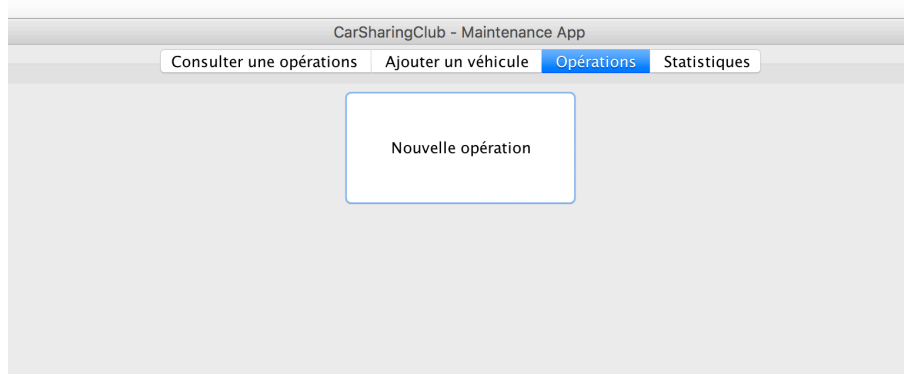 CarSharingClub - Maintenance App
Consulter une opérations Ajouter un véhicule Opérations Statistiques
Nouvelle opération